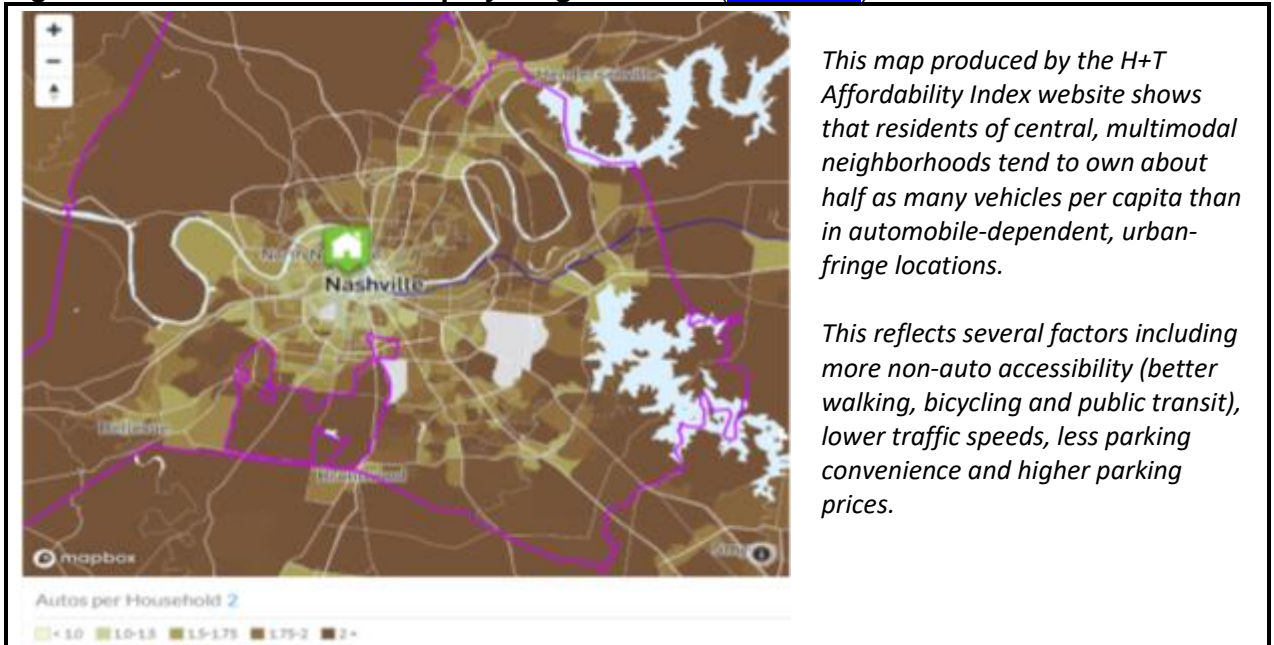 +
−
Hendersonville
Nashville
Bellevue
Brentwood
mapbox
Autos per Household 2
< 1.0 1.0-1.5 1.5-1.75 1.75-2 2+
This map produced by the H+T
Affordability Index website shows
that residents of central, multimodal
neighborhoods tend to own about
half as many vehicles per capita than
in automobile-dependent, urban-
fringe locations.
This reflects several factors including
more non-auto accessibility (better
walking, bicycling and public transit),
lower traffic speeds, less parking
convenience and higher parking
prices.